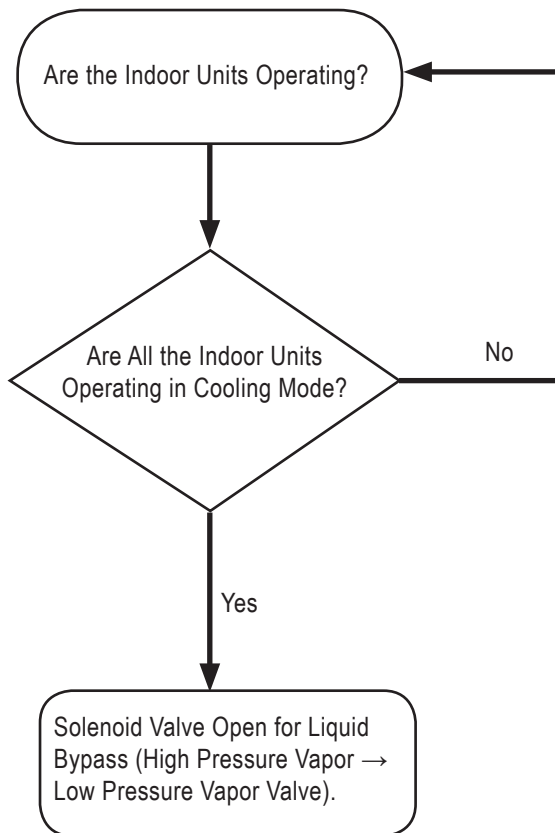 Are the Indoor Units Operating?
Are All the Indoor Units
Operating in Cooling Mode?
No
Yes
Solenoid Valve Open for Liquid
Bypass (High Pressure Vapor →
Low Pressure Vapor Valve).